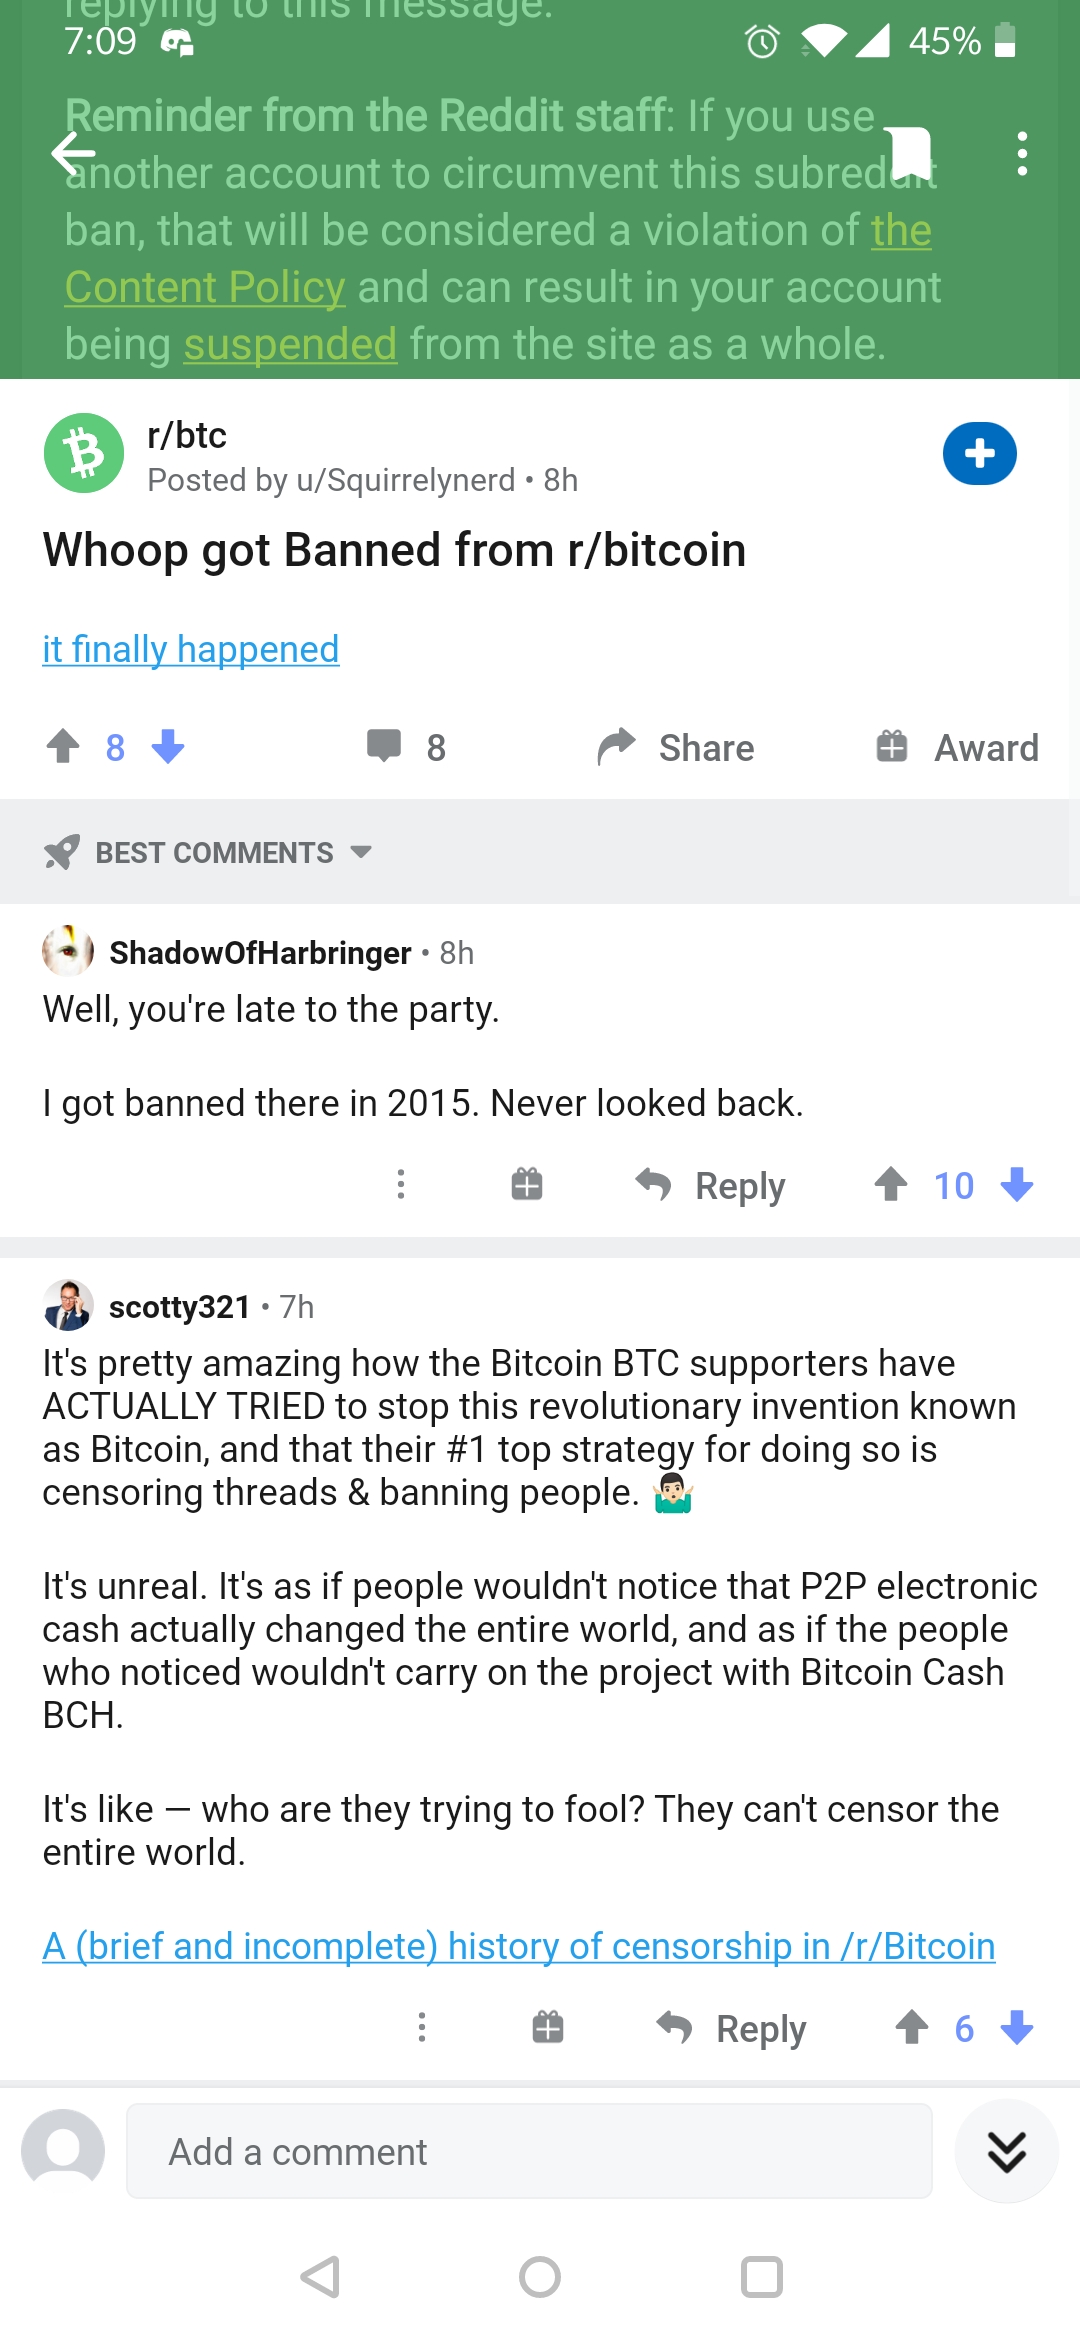 replying to this message.
7:09
45%
Reminder from the Reddit staff: If you use
another account to circumvent this subreddit
ban, that will be considered a violation of the
Content Policy and can result in your account
being suspended from the site as a whole.
r/btc
Posted by u/Squirrelynerd • 8h
Whoop got Banned from r/bitcoin
it finally happened
8
8
Share
Award
BEST COMMENTS
ShadowOfHarbringer • 8h
Well, you're late to the party.
I got banned there in 2015. Never looked back.
Reply
10
scotty321 • 7h
It's pretty amazing how the Bitcoin BTC supporters have
ACTUALLY TRIED to stop this revolutionary invention known
as Bitcoin, and that their #1 top strategy for doing so is
censoring threads & banning people. 🤷🏻‍♂️
It's unreal. It's as if people wouldn't notice that P2P electronic
cash actually changed the entire world, and as if the people
who noticed wouldn't carry on the project with Bitcoin Cash
BCH.
It's like — who are they trying to fool? They can't censor the
entire world.
A (brief and incomplete) history of censorship in /r/Bitcoin
Reply
6
Add a comment